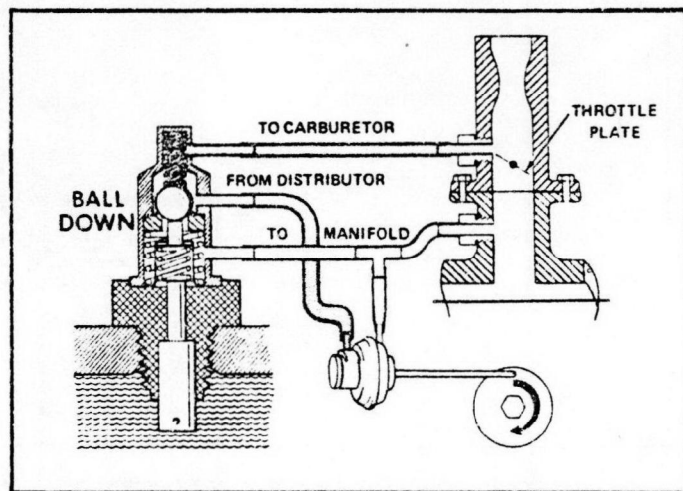 TO CARBURETOR
THROTTLE
PLATE
FROM DISTRIBUTOR
BALL
DOWN
TO MANIFOLD